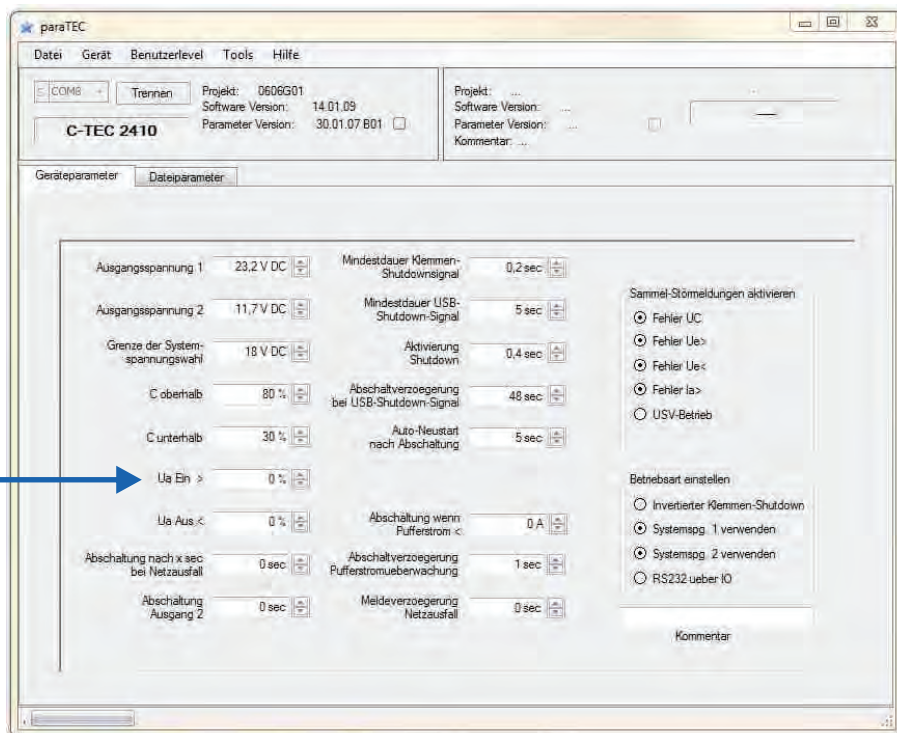 paraTEC
Datei Gerät Benutzerlevel Tools Hilfe
COM8 Trennen
C-TEC 2410
Projekt: 0606G01
Software Version: 14.01.09
Parameter Version: 30.01.07 B01
Projekt: ...
Software Version: ...
Parameter Version: ...
Kommentar: ...
Geräteparameter Dateiparameter
Ausgangsspannung 1 23,2 V DC
Ausgangsspannung 2 11,7 V DC
Grenze der System-
spannungswahl 18 V DC
C oberhalb 80 %
C unterhalb 30 %
Ua Ein > 0 %
Ua Aus < 0 %
Abschaltung nach x sec
bei Netzausfall 0 sec
Abschaltung
Ausgang 2 0 sec
Mindestdauer Klemmen-
Shutdownsignal 0,2 sec
Mindestdauer USB-
Shutdown-Signal 5 sec
Aktivierung
Shutdown 0,4 sec
Abschaltverzoegerung
bei USB-Shutdown-Signal 48 sec
Auto-Neustart
nach Abschaltung 5 sec
Abschaltung wenn
Pufferstrom < 0 A
Abschaltverzoegerung
Pufferstromueberwachung 1 sec
Meldeverzoegerung
Netzausfall 0 sec
Sammel-Störmeldungen aktivieren
Fehler UC
Fehler Ue>
Fehler Ue<
Fehler Ia>
USV-Betrieb
Betriebsart einstellen
Invertierter Klemmen-Shutdown
Systemspg. 1 verwenden
Systemspg. 2 verwenden
RS232 ueber IO
Kommentar